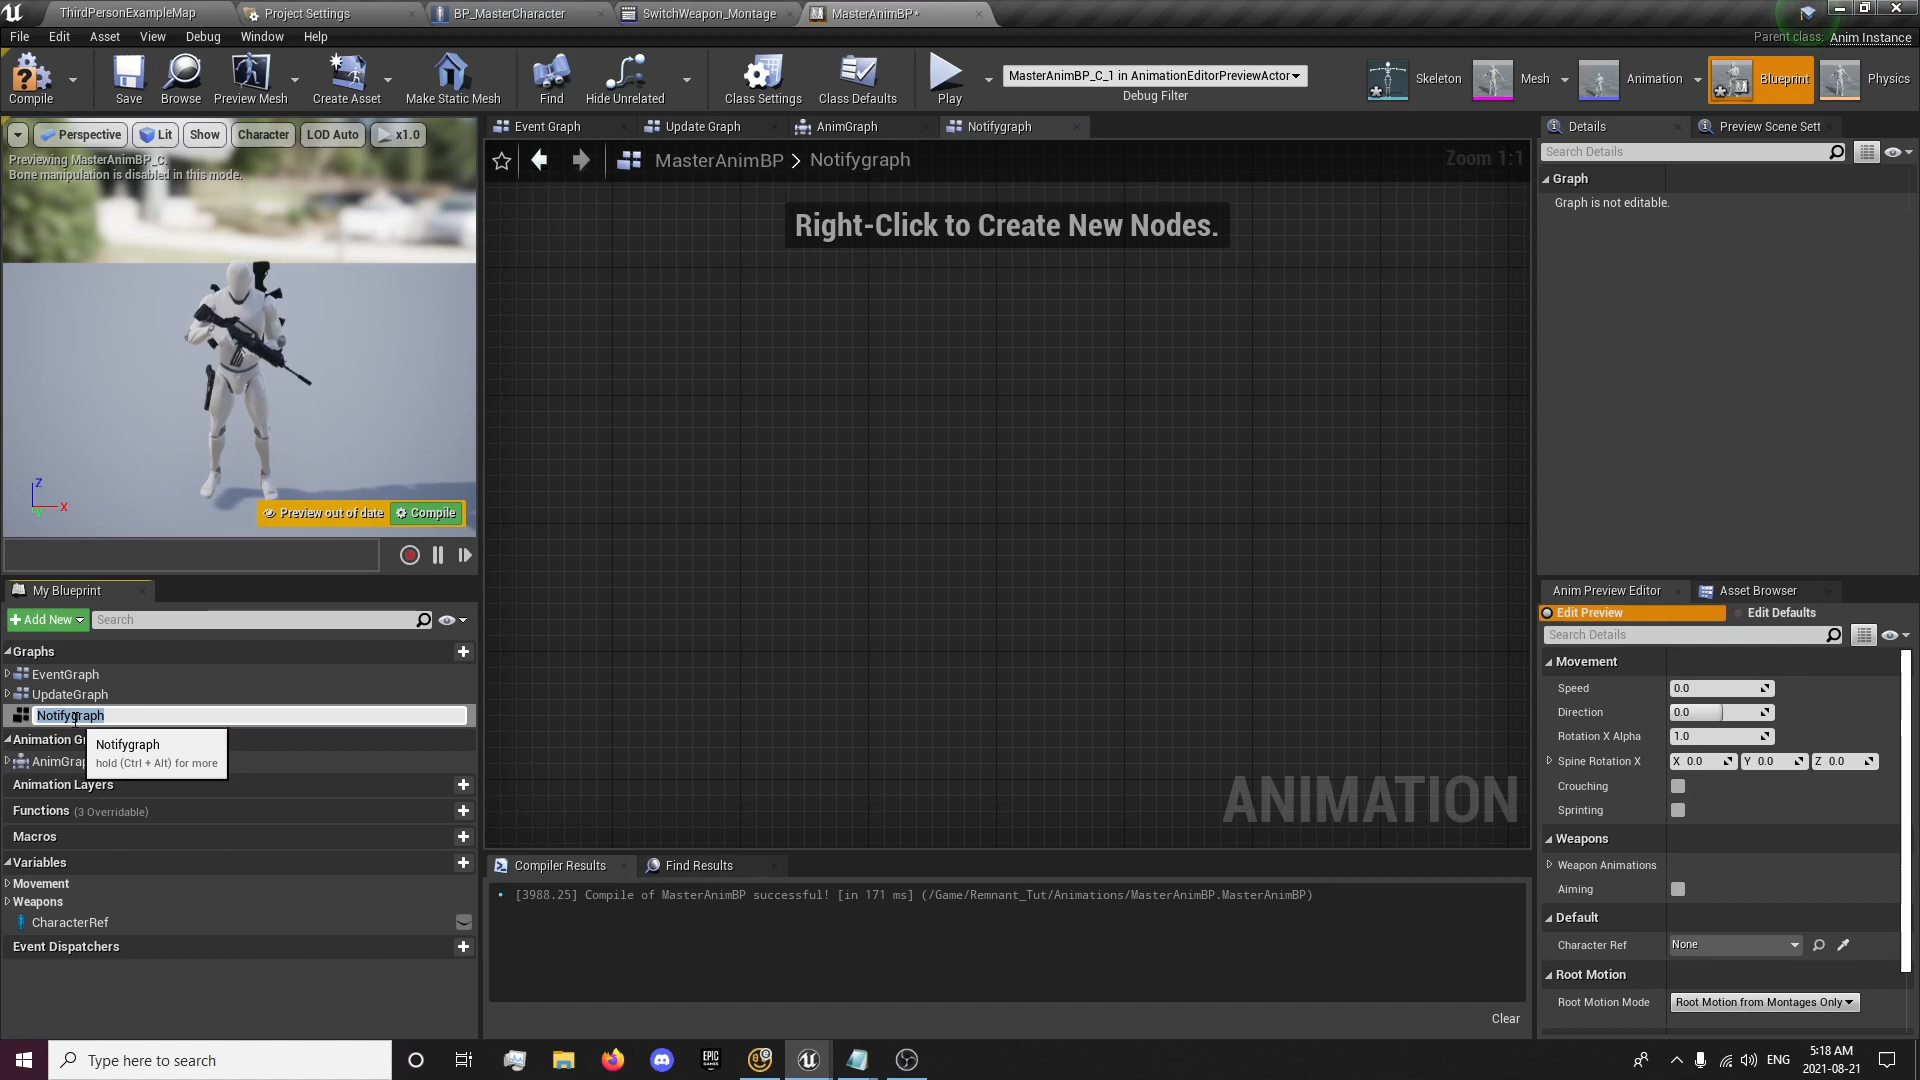 ThirdPersonExampleMap
Project Settings
BP_MasterCharacter
SwitchWeapon_Montage
MasterAnimBP*
File
Edit
Asset
View
Debug
Window
Help
Parent class:
Anim Instance
Compile
Save
Browse
Preview Mesh
Create Asset
Make Static Mesh
Find
Hide Unrelated
Class Settings
Class Defaults
Play
MasterAnimBP_C_1 in AnimationEditorPreviewActor
Debug Filter
Skeleton
Mesh
Animation
Blueprint
Physics
Perspective
Lit
Show
Character
LOD Auto
x1.0
Previewing MasterAnimBP_C.
Bone manipulation is disabled in this mode.
Z
X
Y
Preview out of date
Compile
Event Graph
Update Graph
AnimGraph
Notifygraph
MasterAnimBP > Notifygraph
Zoom 1:1
Right-Click to Create New Nodes.
ANIMATION
Details
Preview Scene Sett
Search Details
Graph
Graph is not editable.
My Blueprint
Add New
Search
Graphs
EventGraph
UpdateGraph
Notifygraph
Animation Gr
AnimGrap
Notifygraph
hold (Ctrl + Alt) for more
Animation Layers
Functions (3 Overridable)
Macros
Variables
Movement
Weapons
CharacterRef
Event Dispatchers
Compiler Results
Find Results
[3988.25] Compile of MasterAnimBP successful! [in 171 ms] (/Game/Remnant_Tut/Animations/MasterAnimBP.MasterAnimBP)
Clear
Anim Preview Editor
Asset Browser
Edit Preview
Edit Defaults
Search Details
Movement
Speed 0.0
Direction 0.0
Rotation X Alpha 1.0
Spine Rotation X X 0.0 Y 0.0 Z 0.0
Crouching
Sprinting
Weapons
Weapon Animations
Aiming
Default
Character Ref None
Root Motion
Root Motion Mode Root Motion from Montages Only
Type here to search
EPIC GAMES
ENG
5:18 AM
2021-08-21